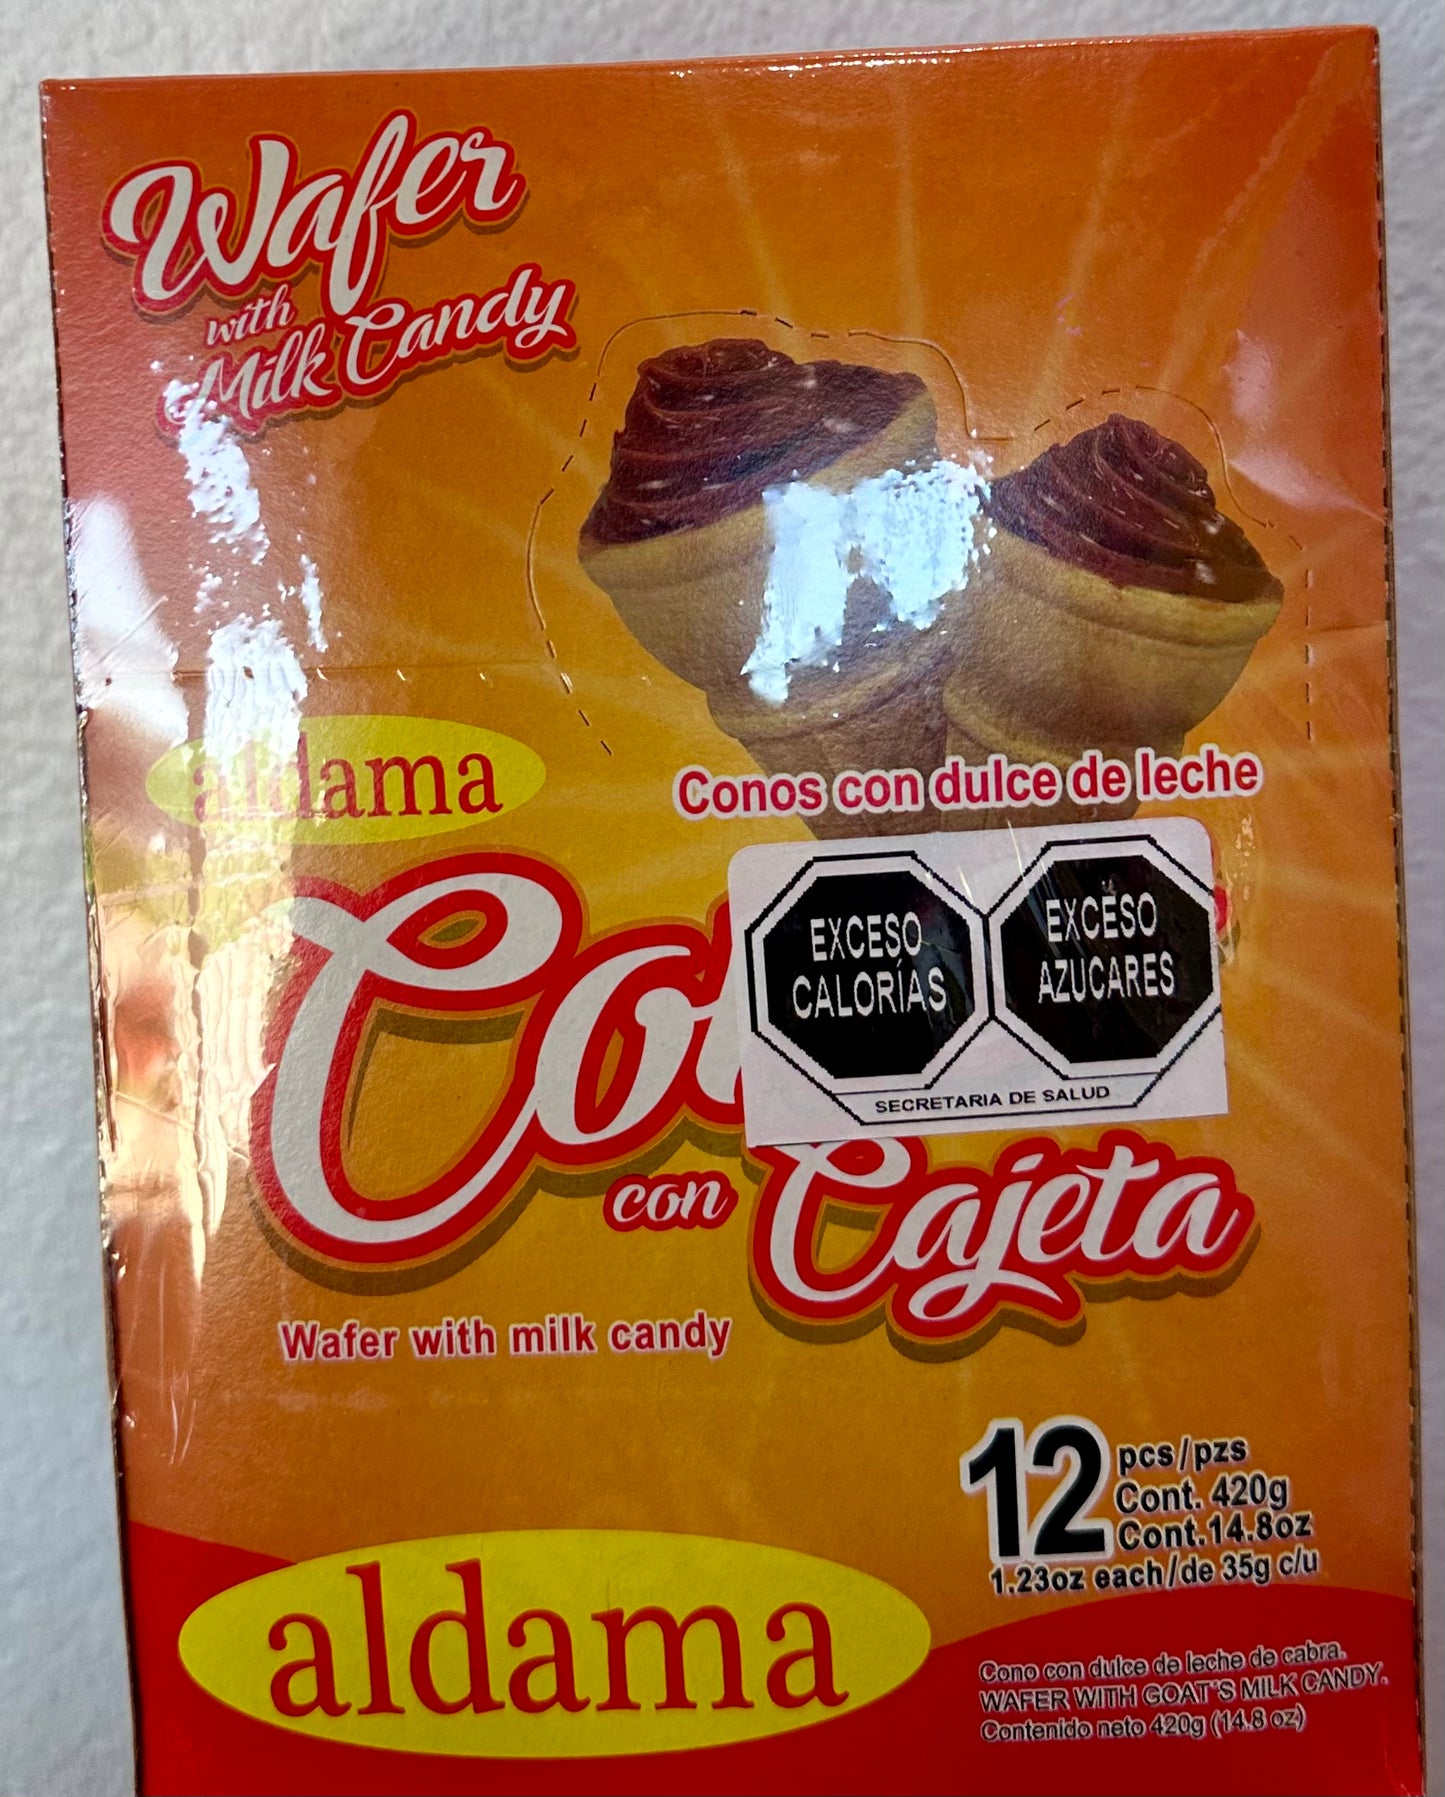 Wafer
with
Milk Candy
aldama
Conos con dulce de leche
EXCESO
CALORÍAS
EXCESO
AZUCARES
SECRETARIA DE SALUD
con Cajeta
Wafer with milk candy
12 pcs/pzs
Cont. 420g
Cont.14.8oz
1.23oz each/de 35g c/u
aldama
Cono con dulce de leche de cabra.
WAFER WITH GOAT'S MILK CANDY.
Contenido neto 420g (14.8 oz)